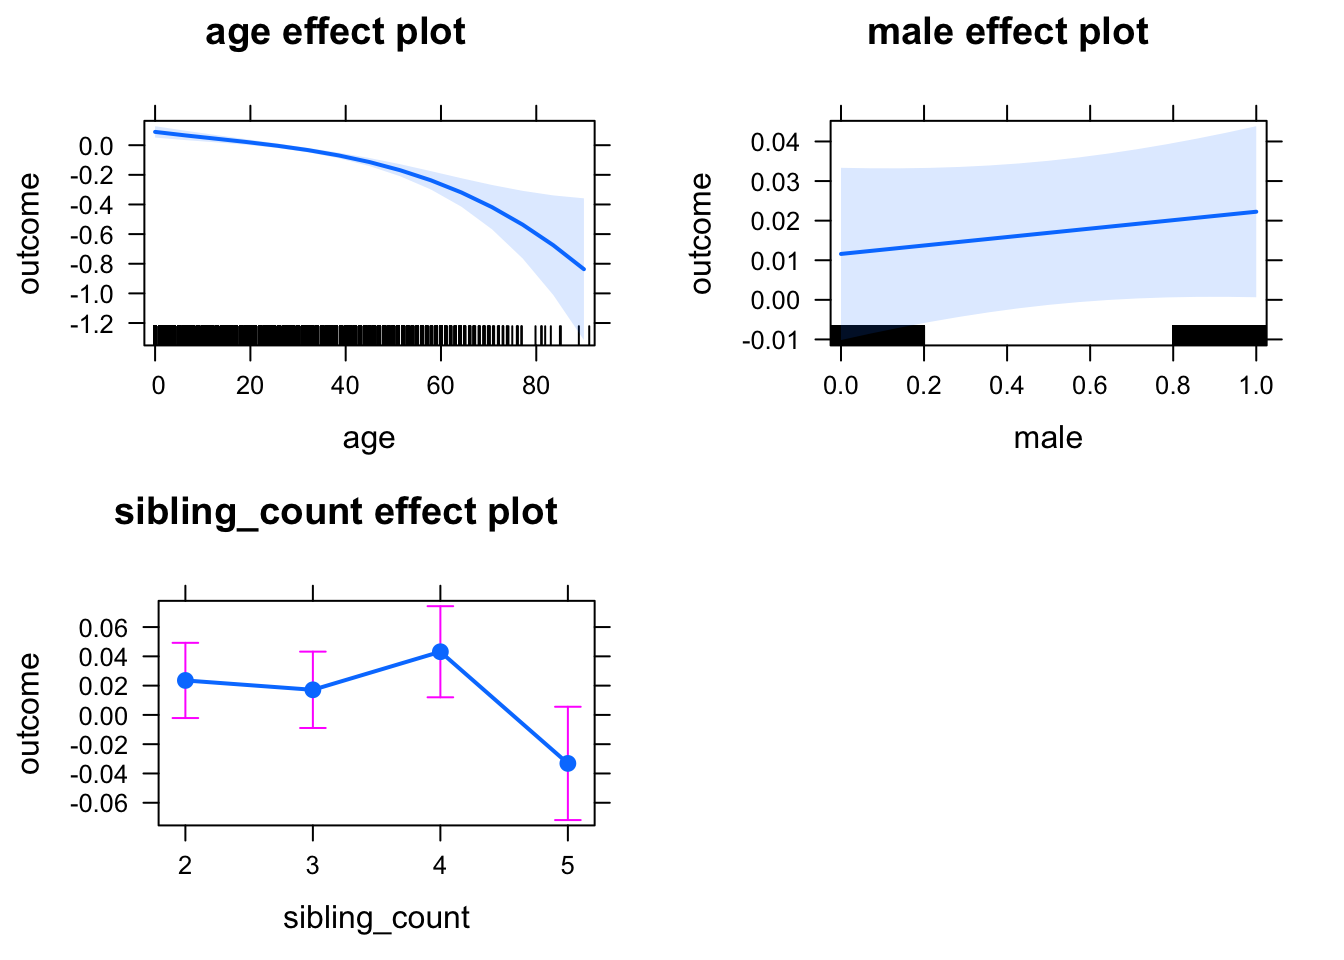 age effect plot
outcome
0.0
-0.2
-0.4
-0.6
-0.8
-1.0
-1.2
0 20 40 60 80
age
male effect plot
outcome
0.04
0.03
0.02
0.01
0.00
-0.01
0.0 0.2 0.4 0.6 0.8 1.0
male
sibling_count effect plot
outcome
0.06
0.04
0.02
0.00
-0.02
-0.04
-0.06
2 3 4 5
sibling_count